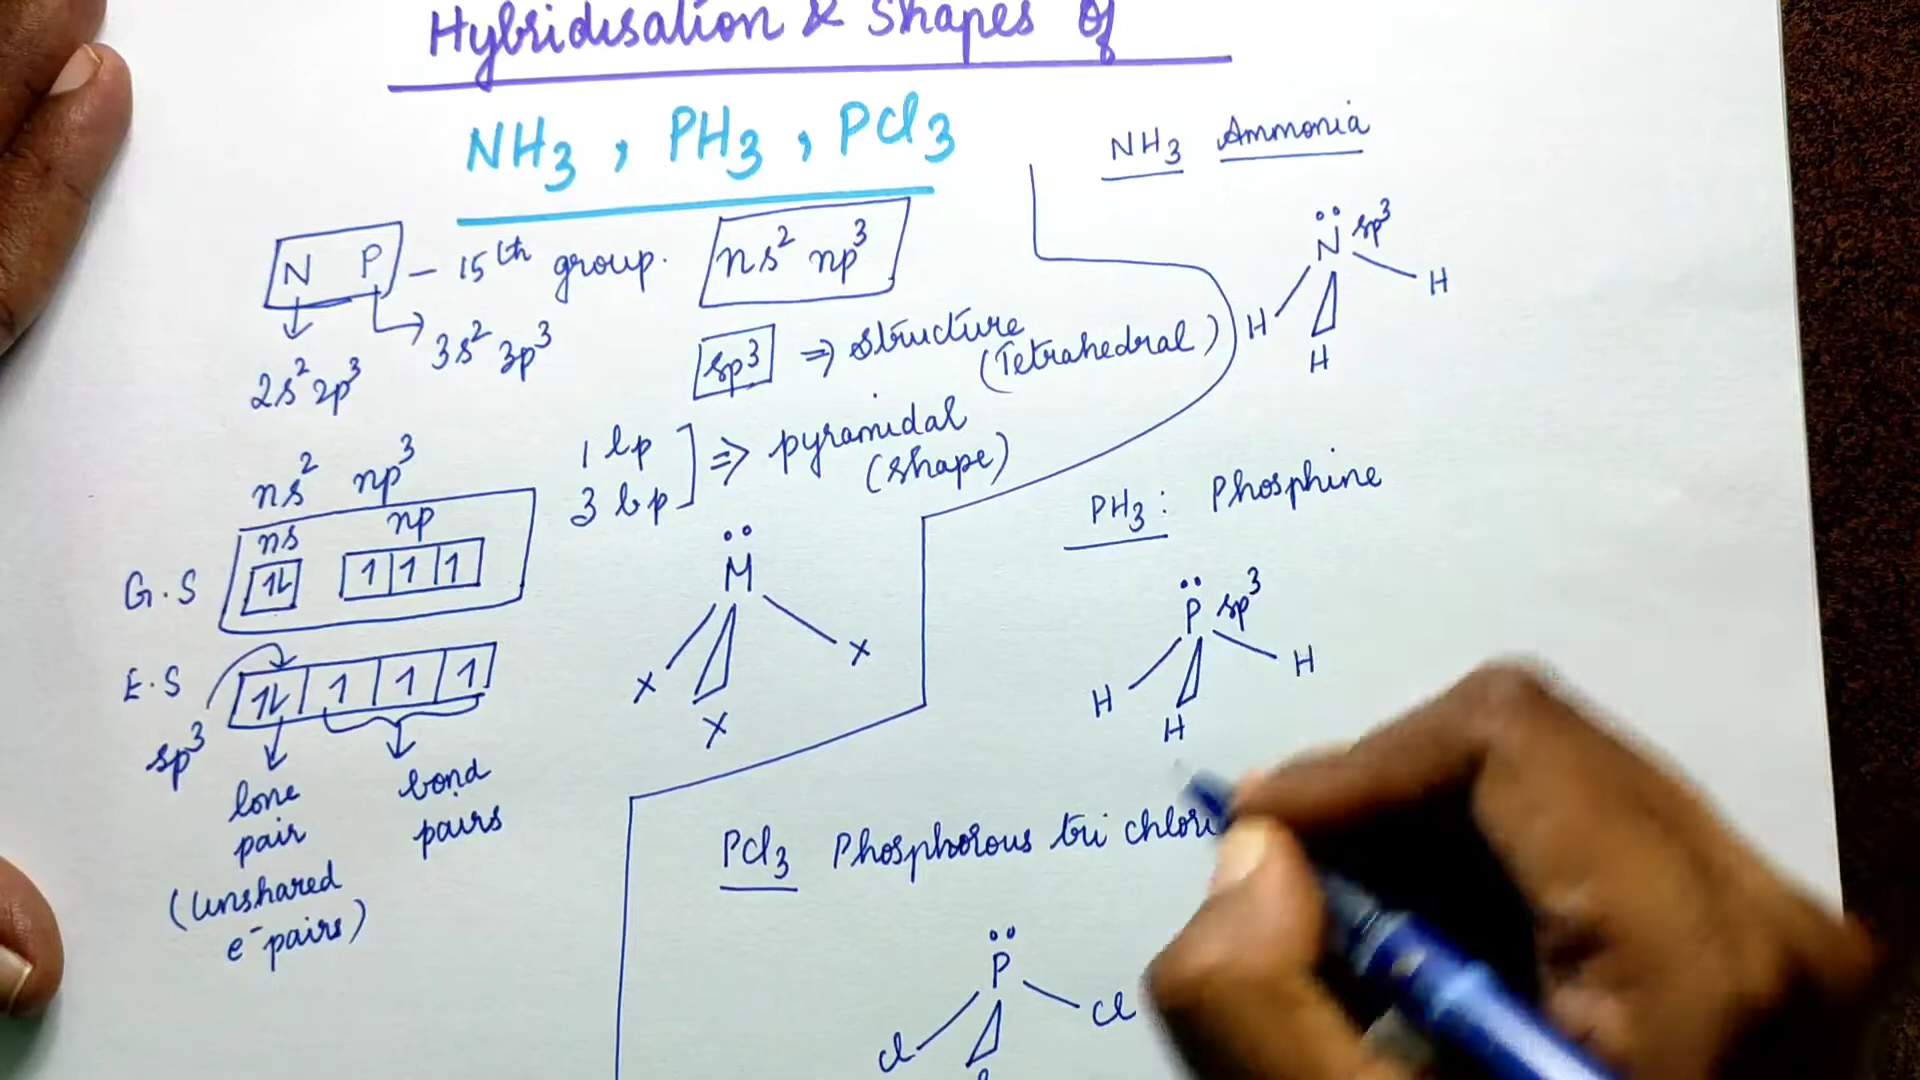 Hybridisation & Shapes of
NH3 , PH3 , PCl3
N P – 15th group. ns² np³
2s² 2p³
3s² 3p³
sp³ ⇒ structure
(Tetrahedral)
1 lp
3 bp
⇒ pyramidal
(shape)
ns² np³
ns np
G.S 1L 1 1 1
E.S 1L 1 1 1
sp³
lone
pair
(unshared
e⁻pairs)
bond
pairs
M
X X
X
NH3 Ammonia
N sp³
H H
H
PH3 : Phosphine
P sp³
H H
H
PCl3 Phosphorous tri chlori
P
Cl Cl